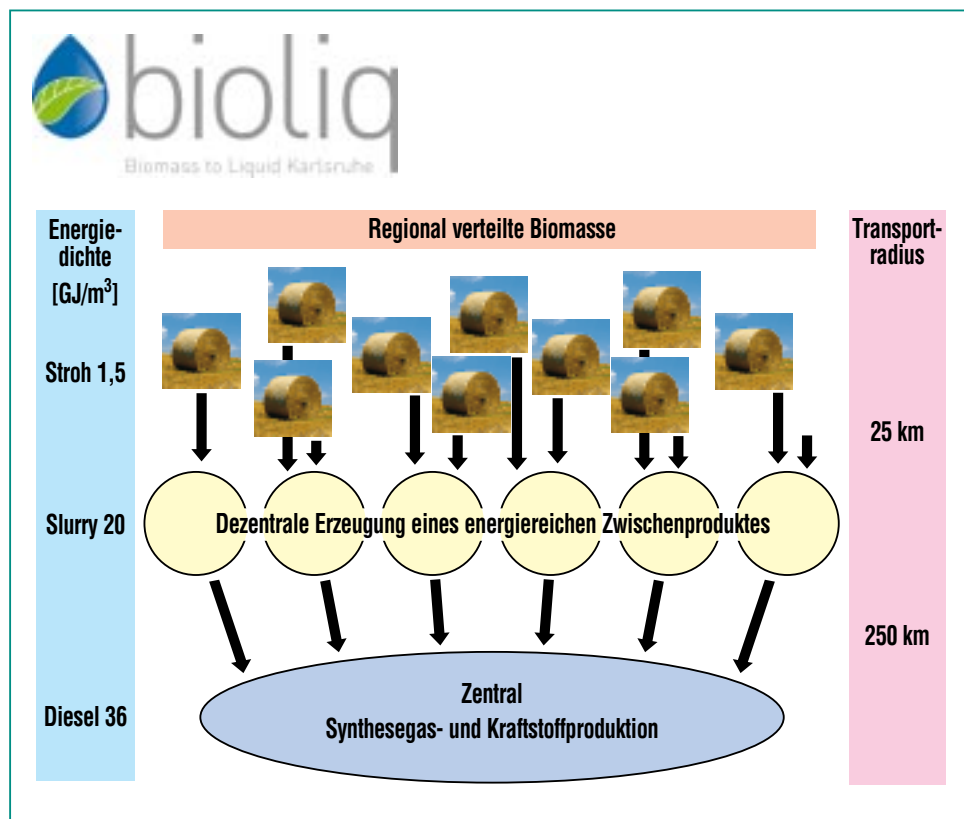 bioliq
Biomass to Liquid Karlsruhe
Energie-
dichte
[GJ/m³]
Regional verteilte Biomasse
Transport-
radius
Stroh 1,5
25 km
Slurry 20
Dezentrale Erzeugung eines energiereichen Zwischenproduktes
250 km
Diesel 36
Zentral
Synthesegas- und Kraftstoffproduktion